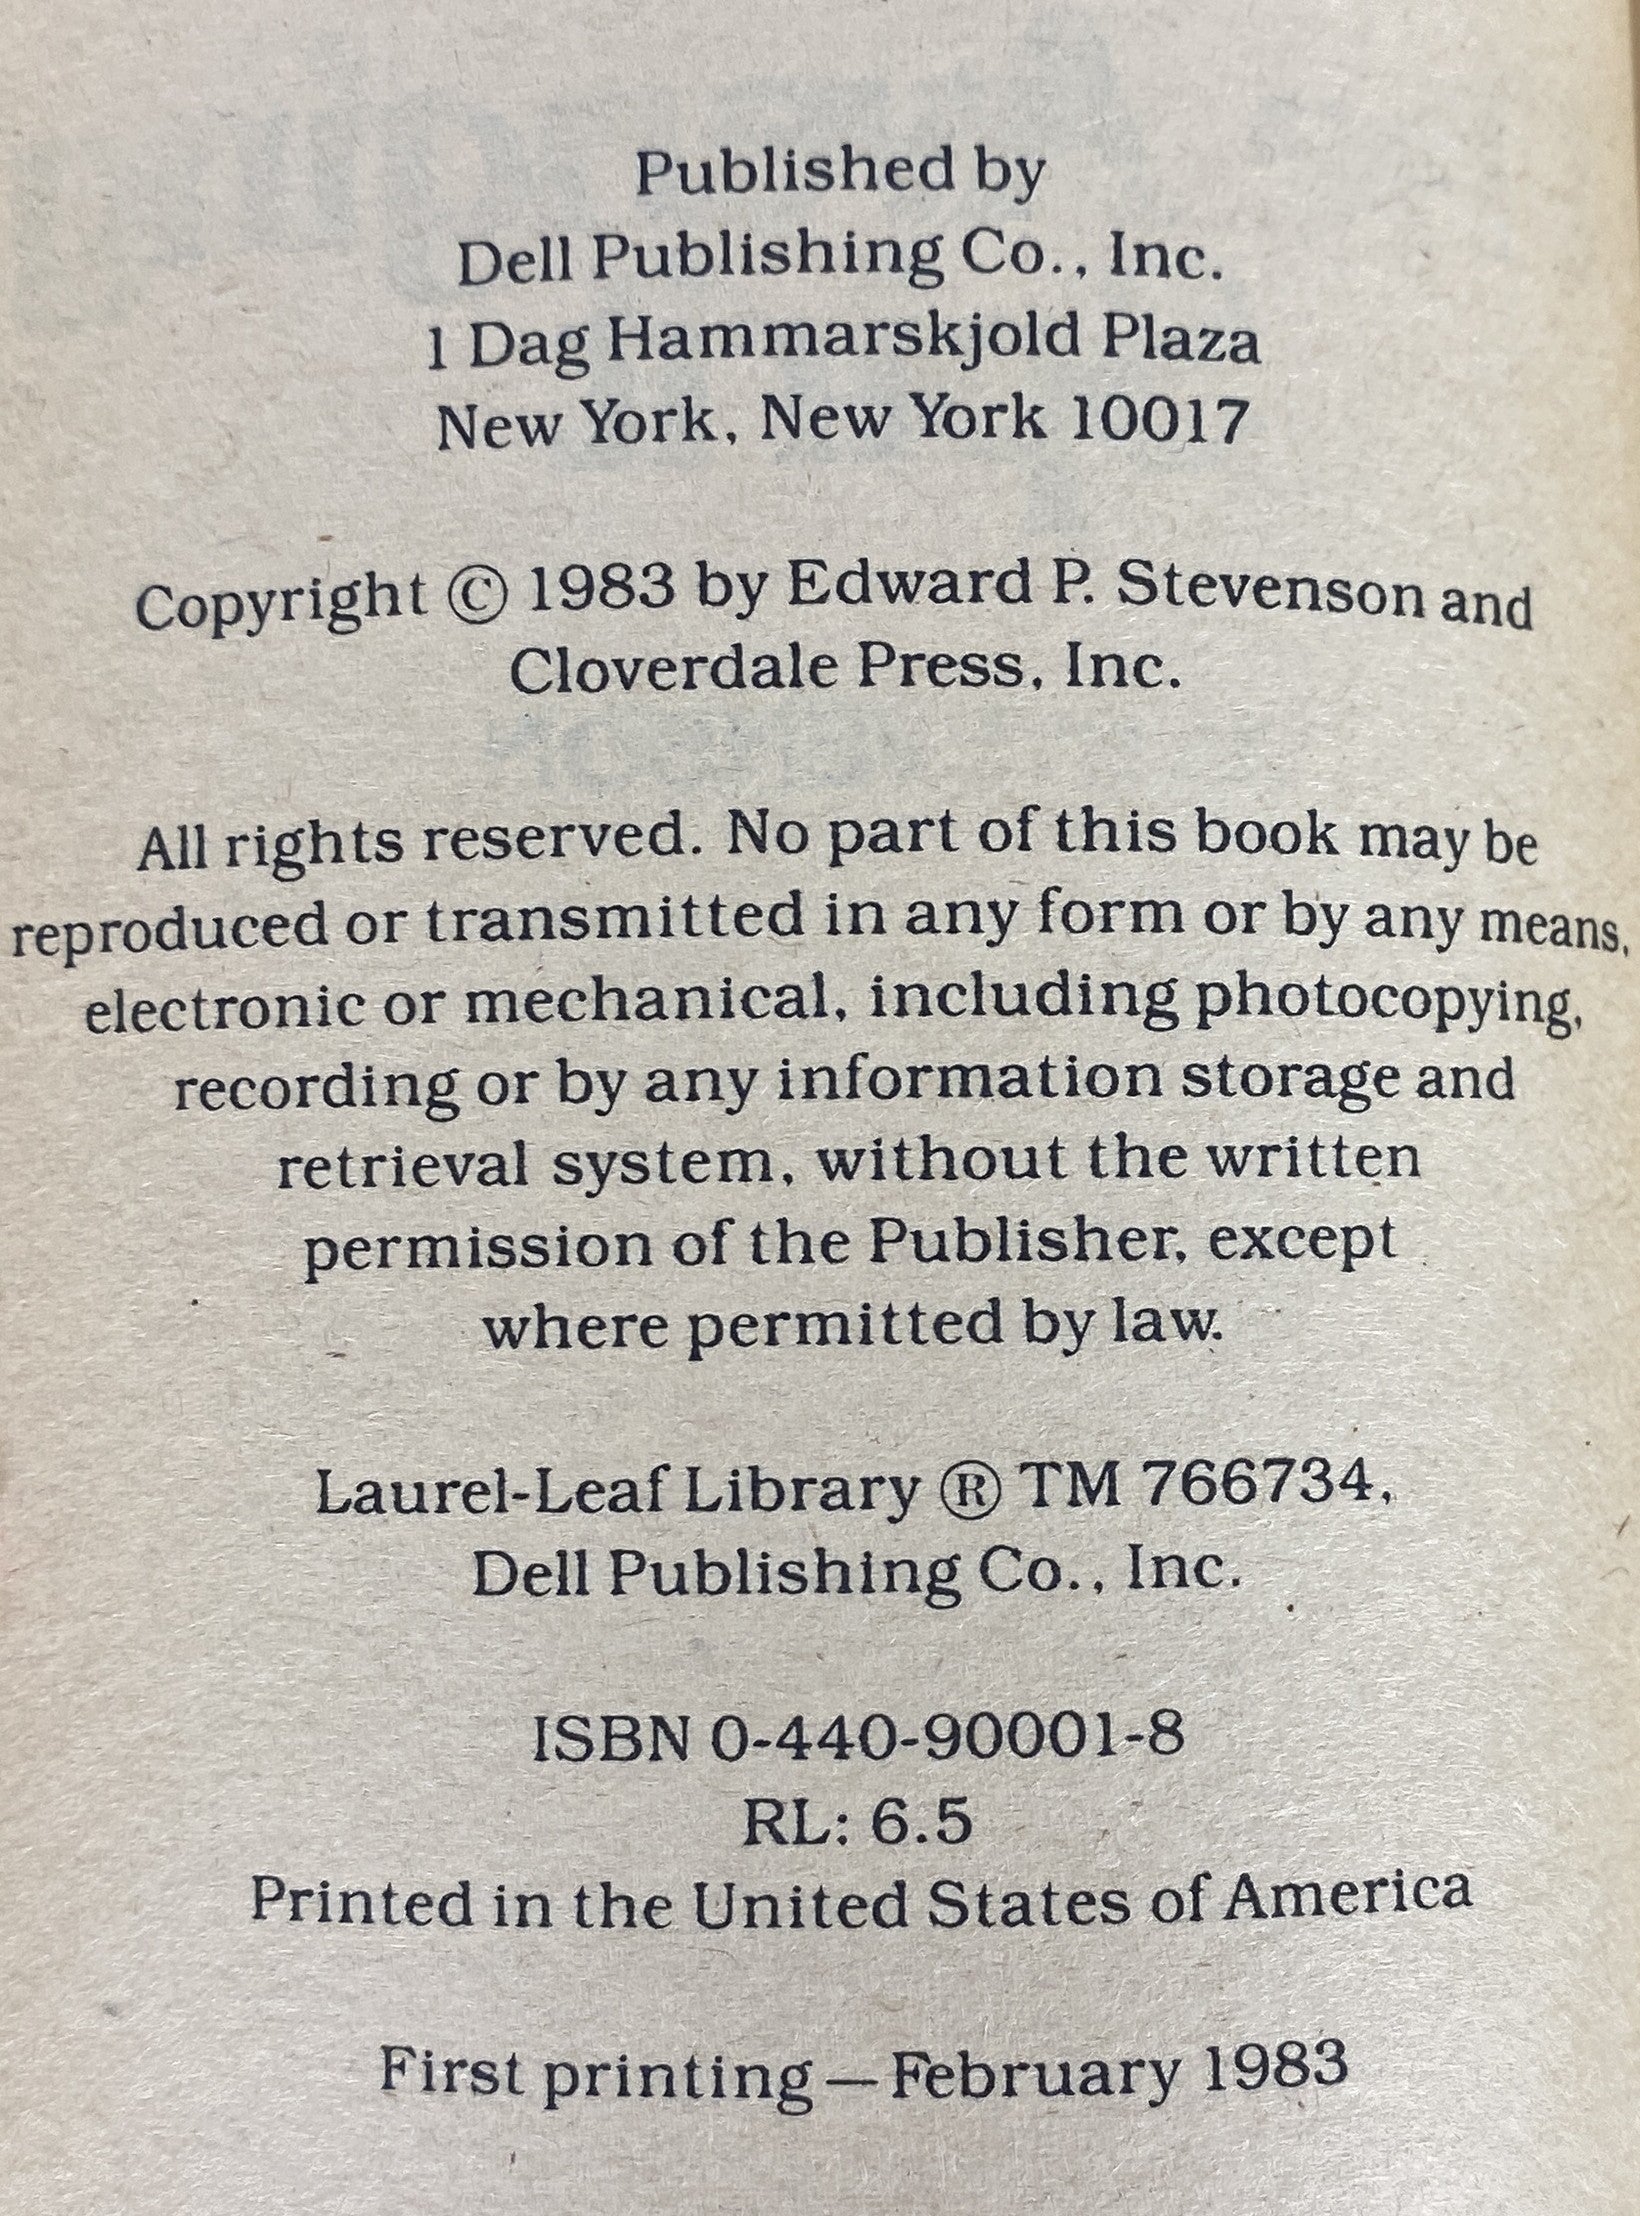 Published by
Dell Publishing Co., Inc.
1 Dag Hammarskjold Plaza
New York, New York 10017
Copyright © 1983 by Edward P. Stevenson and
Cloverdale Press, Inc.
All rights reserved. No part of this book may be
reproduced or transmitted in any form or by any means,
electronic or mechanical, including photocopying,
recording or by any information storage and
retrieval system, without the written
permission of the Publisher, except
where permitted by law.
Laurel-Leaf Library ® TM 766734,
Dell Publishing Co., Inc.
ISBN 0-440-90001-8
RL: 6.5
Printed in the United States of America
First printing—February 1983